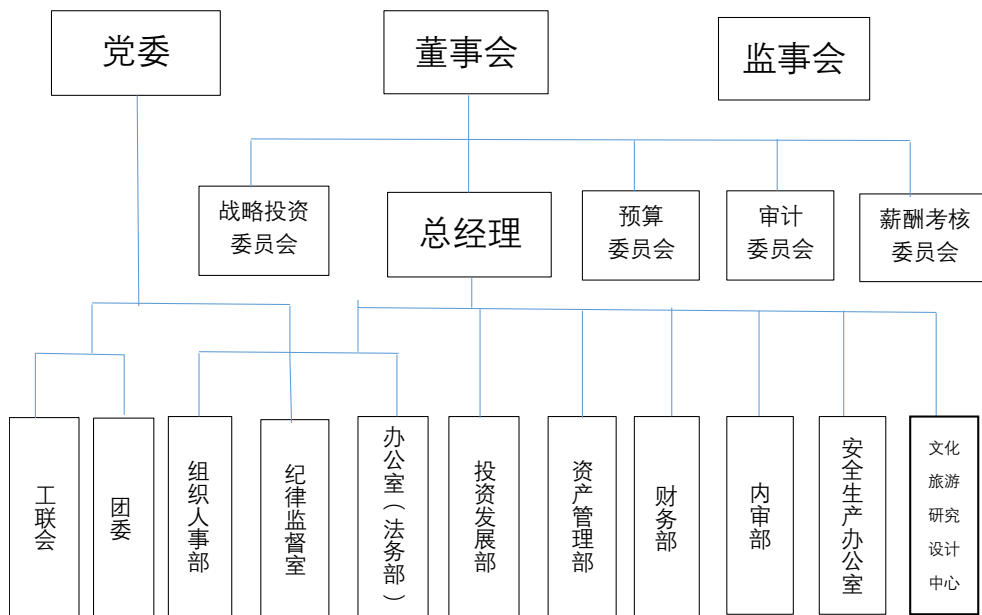 党委
董事会
监事会
战略投资
委员会
总经理
预算
委员会
审计
委员会
薪酬考核
委员会
工联会
团委
组织人事部
纪律监督室
办公室（法务部）
投资发展部
资产管理部
财务部
内审部
安全生产办公室
文化
旅游
研究
设计
中心